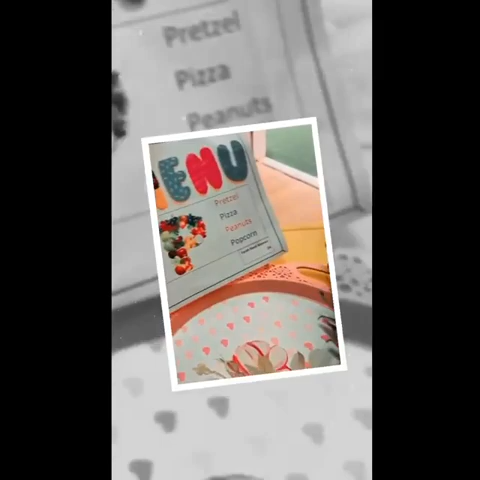 Pretzel
Pizza
Peanuts
ENU
Pretzel
Pizza
Peanuts
Popcorn